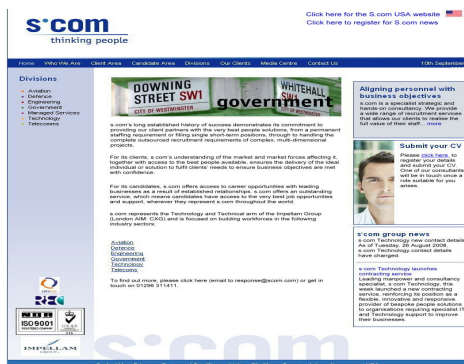 s·com
thinking people
Click here for the S.com USA website
Click here to register for S.com news
Home Who We Are Client Area Candidate Area Divisions Our Clients Media Centre Contact Us 10th September
Divisions
Aviation
Defence
Engineering
Government
Managed Services
Technology
Telecoms
DOWNING
STREET SW1
CITY OF WESTMINSTER
WHITEHALL
SW1
CITY OF WESTMINSTER
government
s.com's long established history of success demonstrates its commitment to
providing our client partners with the very best people solutions, from a permanent
staffing requirement or filling single short-term positions, through to handling the
complete outsourced recruitment requirements of complex, multi-dimensional
projects.
For its clients, s.com's understanding of the market and market forces affecting it,
together with access to the best people available, ensures the delivery of the ideal
individual or solution to fulfil clients' needs to ensure business objectives are met
with confidence.
For its candidates, s.com offers access to career opportunities with leading
businesses as a result of established relationships. s.com offers an outstanding
service, which means candidates have access to the very best job opportunities
and support, wherever they represent s.com throughout the world.
s.com represents the Technology and Technical arm of the Impellam Group
(London AIM: CXG) and is focused on building workforces in the following
industry sectors:
Aviation
Defence
Engineering
Government
Technology
Telecoms
To find out more, please click here (email to response@scom.com) or get in
touch on 01296 311411.
Aligning personnel with
business objectives
s.com is a specialist strategic and
hands-on consultancy. We provide
a wide range of recruitment services
that allows our clients to realise the
full value of their staff... more
Submit your CV
Please click here, to
register your details
and submit your CV.
One of our consultants
will be in touch once a
role suitable for you
arises.
s'com group news
s·com Technology new contact details
As of Tuesday, 26 August 2008,
s·com Technology contact details
have changed.
s·com Technology launches
contracting service
Leading manpower and consultancy
specialist, s·com Technology, this
week launched a new contracting
service, reinforcing its position as a
flexible, innovative and responsive
provider of bespoke people solutions
to organisations requiring specialist IT
and Technology support to improve
their businesses.
REC
ISO9001
UKAS
IMPELLAM
GROUP
s·com